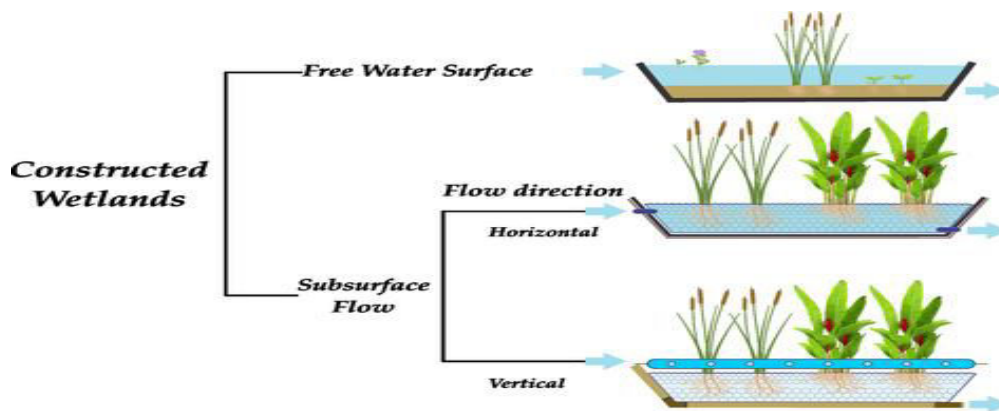 Free Water Surface
Constructed
Wetlands
Flow direction
Horizontal
Subsurface
Flow
Vertical